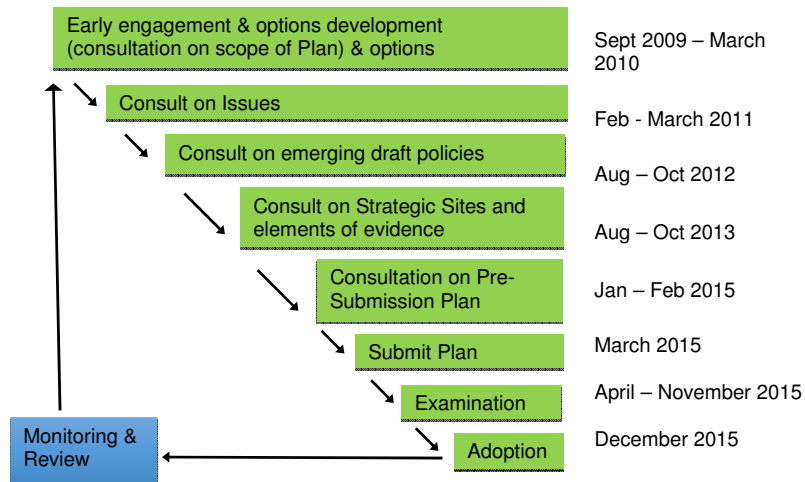 Early engagement & options development
(consultation on scope of Plan) & options
Sept 2009 – March
2010
Consult on Issues
Feb - March 2011
Consult on emerging draft policies
Aug – Oct 2012
Consult on Strategic Sites and
elements of evidence
Aug – Oct 2013
Consultation on Pre-
Submission Plan
Jan – Feb 2015
Submit Plan
March 2015
Examination
April – November 2015
Adoption
December 2015
Monitoring &
Review